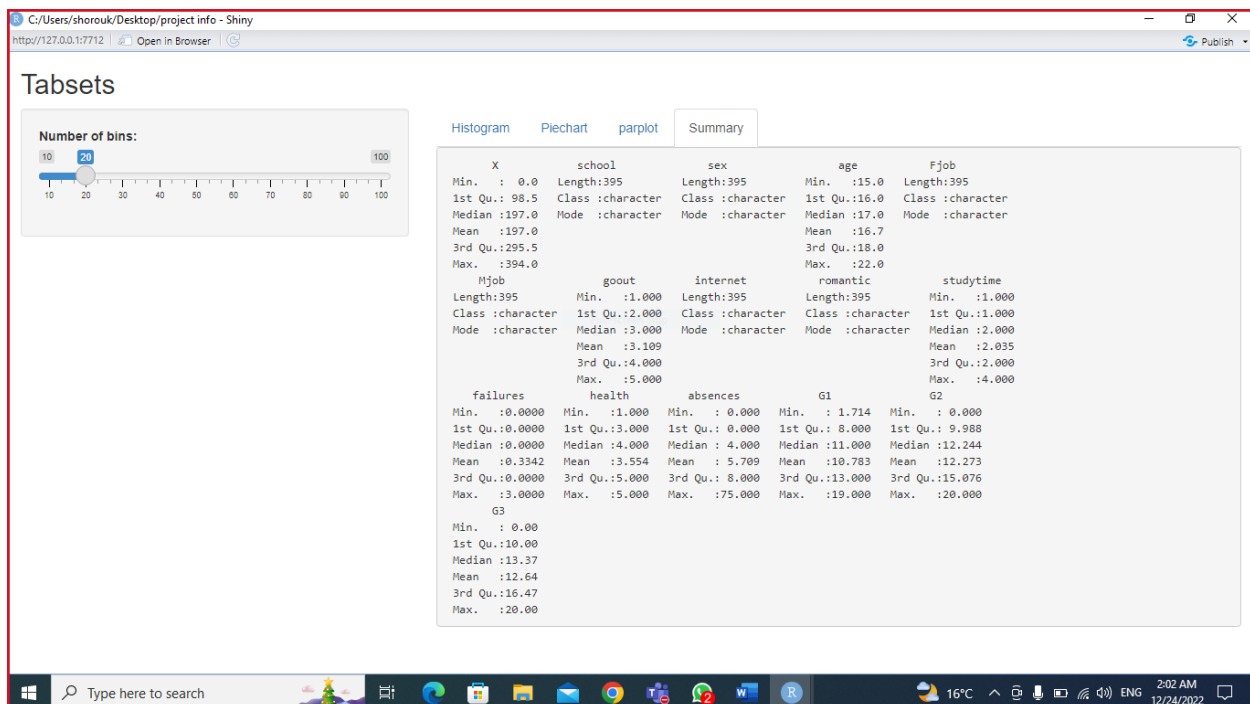 C:/Users/shorouk/Desktop/project info - Shiny
http://127.0.0.1:7712 Open in Browser Publish
Tabsets
Number of bins:
10 20 100
10 20 30 40 50 60 70 80 90 100
Histogram Piechart parplot Summary
X school sex age Fjob
Min. : 0.0 Length:395 Length:395 Min. :15.0 Length:395
1st Qu.: 98.5 Class :character Class :character 1st Qu.:16.0 Class :character
Median :197.0 Mode :character Mode :character Median :17.0 Mode :character
Mean :197.0 Mean :16.7
3rd Qu.:295.5 3rd Qu.:18.0
Max. :394.0 Max. :22.0
Mjob goout internet romantic studytime
Length:395 Min. :1.000 Length:395 Length:395 Min. :1.000
Class :character 1st Qu.:2.000 Class :character Class :character 1st Qu.:1.000
Mode :character Median :3.000 Mode :character Mode :character Median :2.000
Mean :3.109 Mean :2.035
3rd Qu.:4.000 3rd Qu.:2.000
Max. :5.000 Max. :4.000
failures health absences G1 G2
Min. :0.0000 Min. :1.000 Min. : 0.000 Min. : 1.714 Min. : 0.000
1st Qu.:0.0000 1st Qu.:3.000 1st Qu.: 0.000 1st Qu.: 8.000 1st Qu.: 9.988
Median :0.0000 Median :4.000 Median : 4.000 Median :11.000 Median :12.244
Mean :0.3342 Mean :3.554 Mean : 5.709 Mean :10.783 Mean :12.273
3rd Qu.:0.0000 3rd Qu.:5.000 3rd Qu.: 8.000 3rd Qu.:13.000 3rd Qu.:15.076
Max. :3.0000 Max. :5.000 Max. :75.000 Max. :19.000 Max. :20.000
G3
Min. : 0.00
1st Qu.:10.00
Median :13.37
Mean :12.64
3rd Qu.:16.47
Max. :20.00
Type here to search 16°C ENG 2:02 AM
12/24/2022